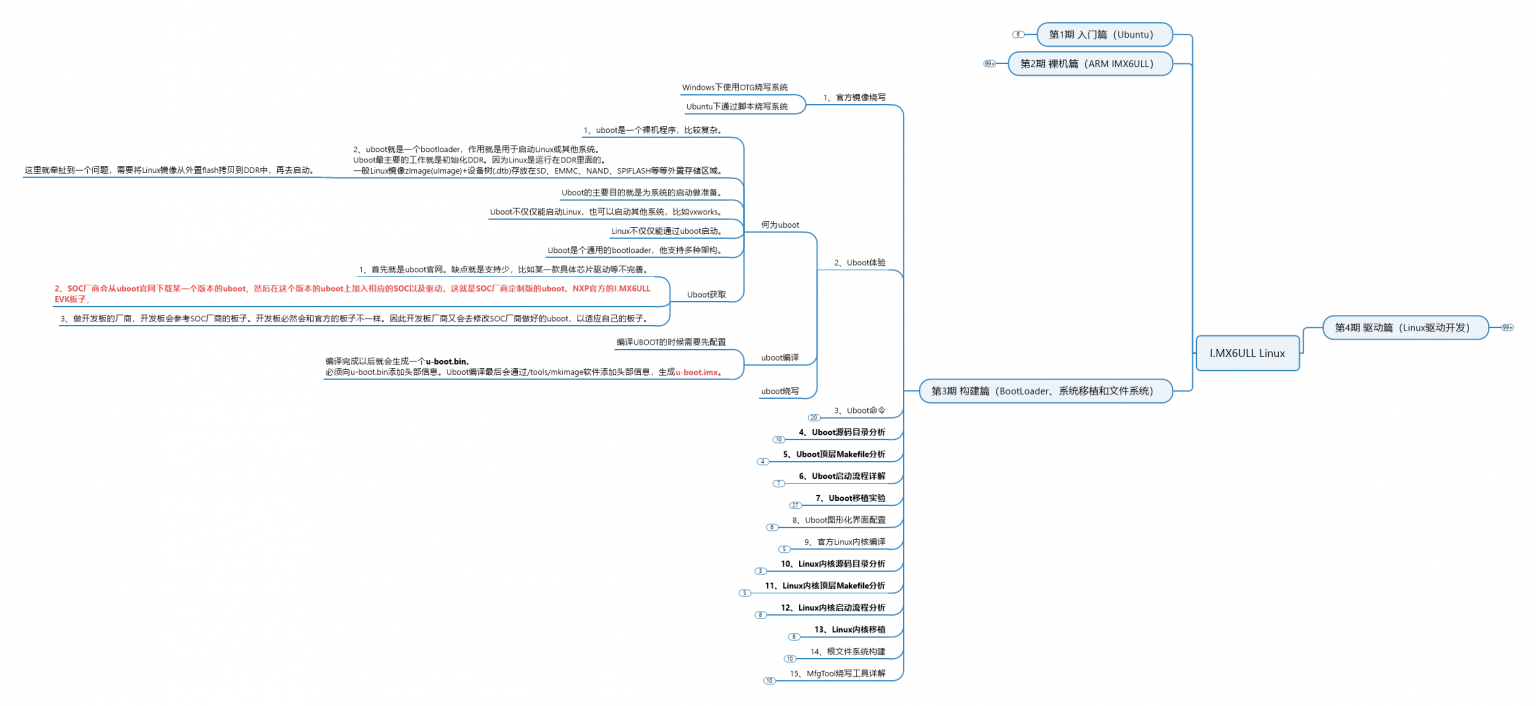 I.MX6ULL Linux
第1期 入门篇（Ubuntu）
6
第2期 裸机篇（ARM IMX6ULL）
99+
第3期 构建篇（BootLoader、系统移植和文件系统）
1、官方镜像烧写
Windows下使用OTG烧写系统
Ubuntu下通过脚本烧写系统
2、Uboot体验
何为uboot
1、uboot是一个裸机程序，比较复杂。
2、uboot就是一个bootloader，作用就是用于启动Linux或其他系统。
Uboot最主要的工作就是初始化DDR。因为Linux是运行在DDR里面的。
一般Linux镜像zImage(uImage)+设备树(.dtb)存放在SD、EMMC、NAND、SPIFLASH等等外置存储区域。
这里就牵扯到一个问题，需要将Linux镜像从外置flash拷贝到DDR中，再去启动。
Uboot的主要目的就是为系统的启动做准备。
Uboot不仅仅能启动Linux，也可以启动其他系统，比如vxworks。
Linux不仅仅能通过uboot启动。
Uboot是个通用的bootloader，他支持多种架构。
Uboot获取
1、首先就是uboot官网。缺点就是支持少，比如某一款具体芯片驱动等不完善。
2、SOC厂商会从uboot官网下载某一个版本的uboot，然后在这个版本的uboot上加入相应的SOC以及驱动。这就是SOC厂商定制版的uboot。NXP官方的I.MX6ULL
EVK板子，
3、做开发板的厂商，开发板会参考SOC厂商的板子。开发板必然会和官方的板子不一样。因此开发板厂商又会去修改SOC厂商做好的uboot，以适应自己的板子。
uboot编译
编译UBOOT的时候需要先配置
编译完成以后就会生成一个u-boot.bin。
必须向u-boot.bin添加头部信息。Uboot编译最后会通过/tools/mkimage软件添加头部信息，生成u-boot.imx。
uboot烧写
3、Uboot命令
20
4、Uboot源码目录分析
10
5、Uboot顶层Makefile分析
4
6、Uboot启动流程详解
7
7、Uboot移植实验
27
8、Uboot图形化界面配置
6
9、官方Linux内核编译
5
10、Linux内核源码目录分析
3
11、Linux内核顶层Makefile分析
5
12、Linux内核启动流程分析
8
13、Linux内核移植
8
14、根文件系统构建
10
15、MfgTool烧写工具详解
10
第4期 驱动篇（Linux驱动开发）
99+